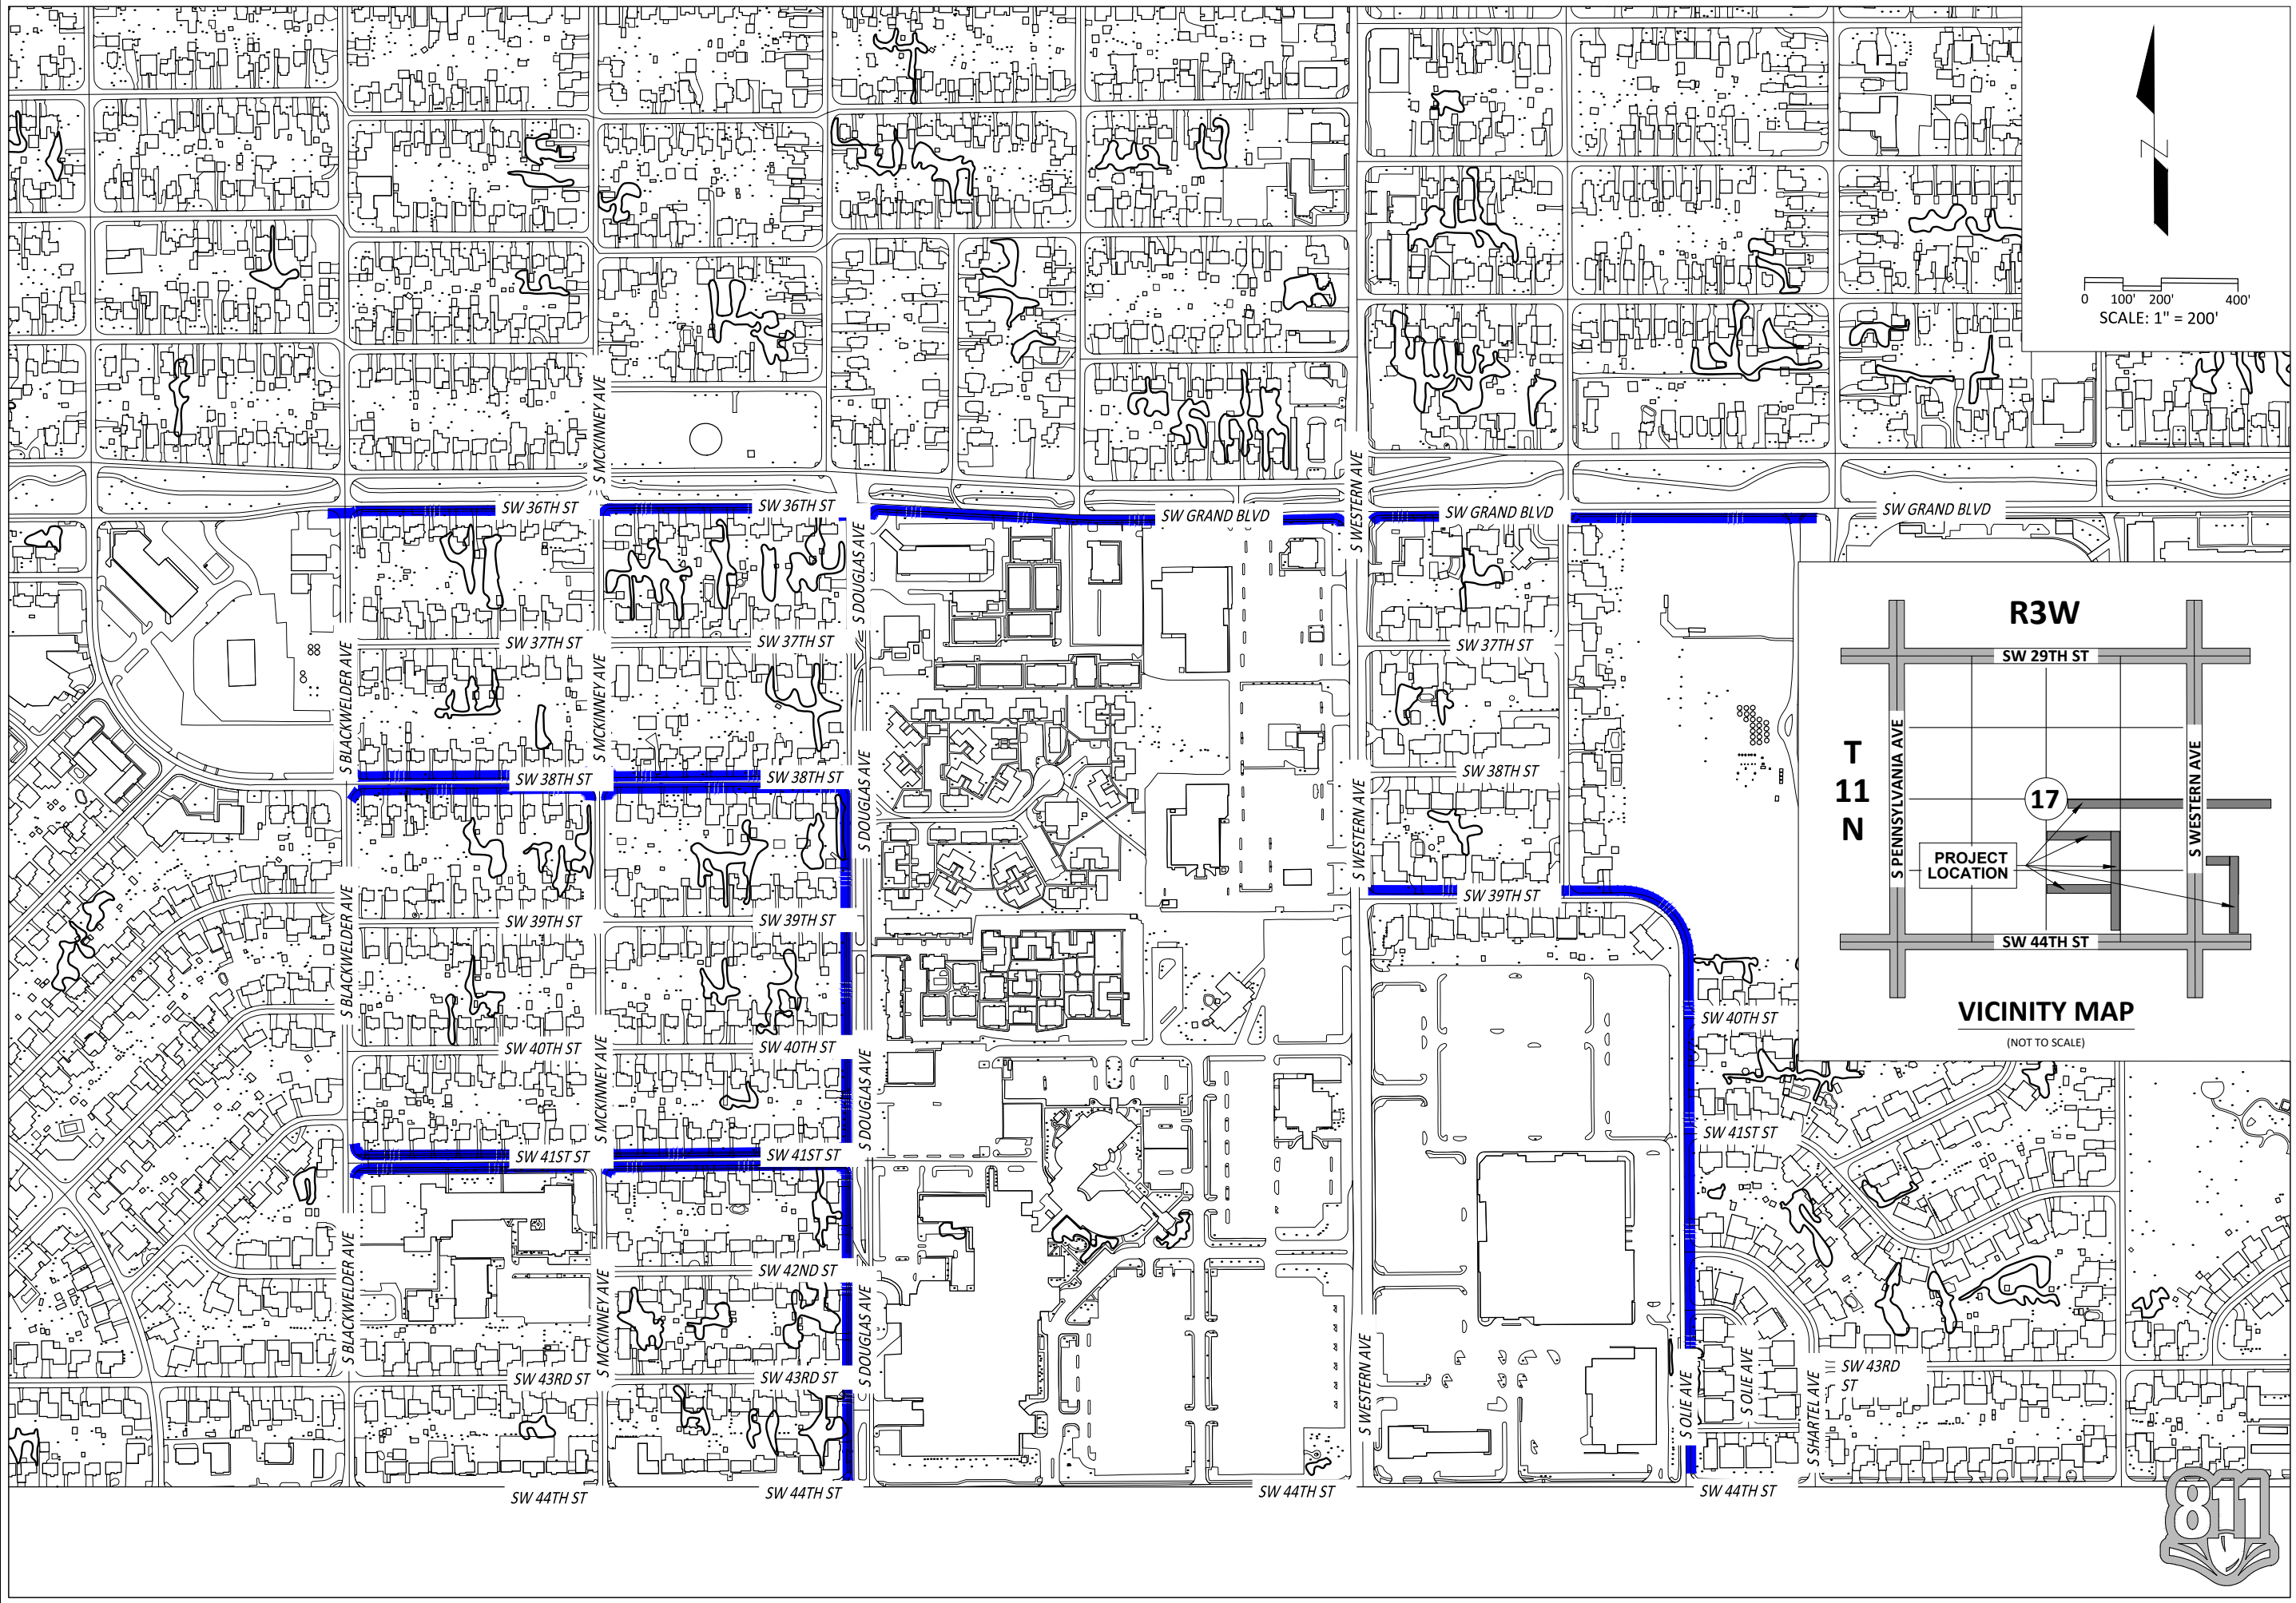 0 100' 200' 400'
SCALE: 1" = 200'
S MCKINNEY AVE
S WESTERN AVE
SW 36TH ST
SW 36TH ST
SW GRAND BLVD
SW GRAND BLVD
SW GRAND BLVD
S DOUGLAS AVE
SW 37TH ST
SW 37TH ST
SW 37TH ST
S BLACKWELDER AVE
S MCKINNEY AVE
SW 38TH ST
SW 38TH ST
SW 38TH ST
S DOUGLAS AVE
S WESTERN AVE
SW 39TH ST
SW 39TH ST
SW 39TH ST
S BLACKWELDER AVE
SW 40TH ST
SW 40TH ST
SW 40TH ST
S MCKINNEY AVE
S DOUGLAS AVE
SW 41ST ST
SW 41ST ST
SW 41ST ST
S BLACKWELDER AVE
SW 42ND ST
S MCKINNEY AVE
S DOUGLAS AVE
SW 43RD ST
SW 43RD ST
SW 43RD
ST
S WESTERN AVE
S OLIE AVE
S OLIE AVE
S SHARTEL AVE
SW 44TH ST
SW 44TH ST
SW 44TH ST
SW 44TH ST
R3W
SW 29TH ST
S PENNSYLVANIA AVE
S WESTERN AVE
T
11
N
17
PROJECT
LOCATION
SW 44TH ST
VICINITY MAP
(NOT TO SCALE)
N
811